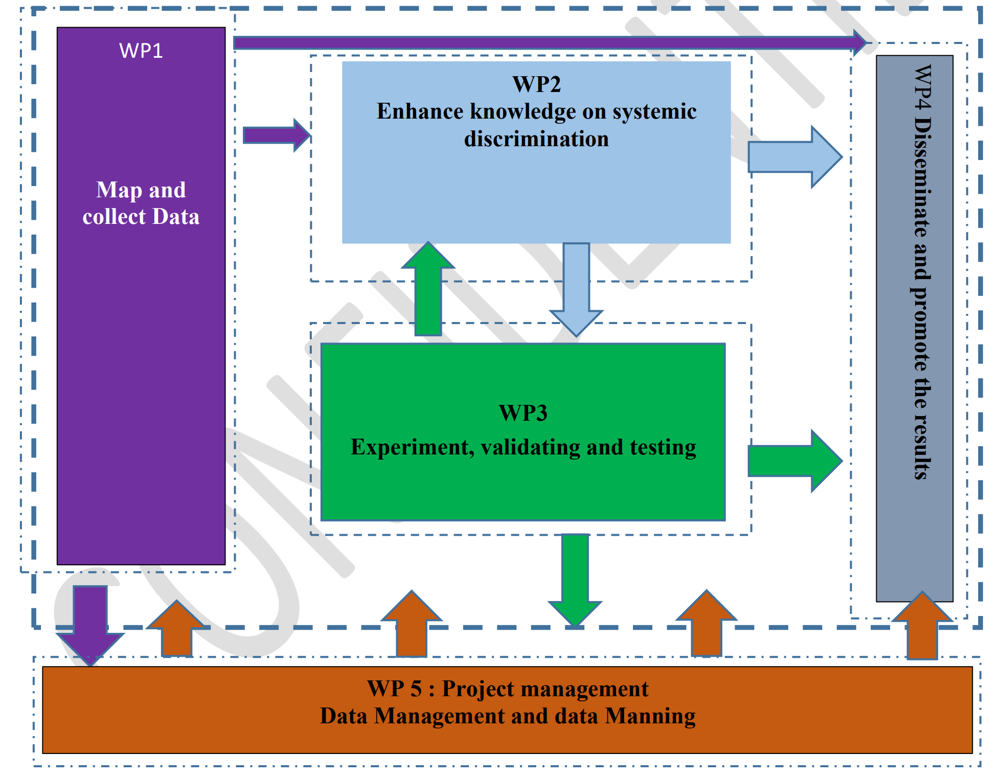 WP1
Map and
collect Data
WP2
Enhance knowledge on systemic
discrimination
WP3
Experiment, validating and testing
WP4 Disseminate and promote the results
WP 5 : Project management
Data Management and data Manning